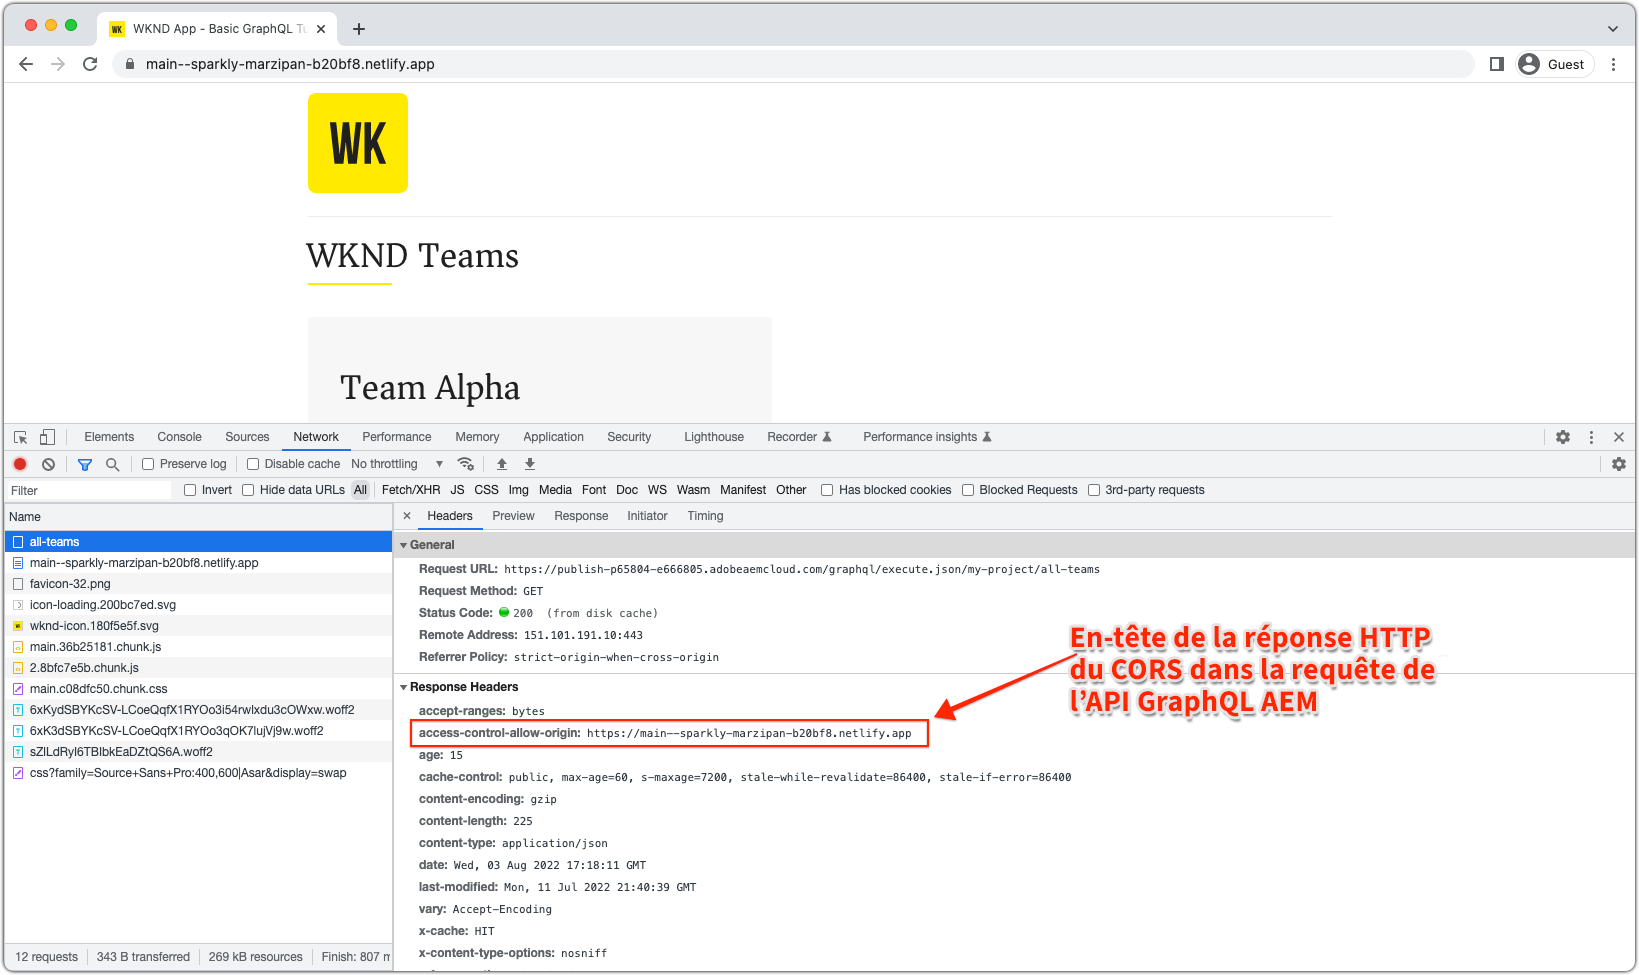 WK
WKND App - Basic GraphQL Tu
main--sparkly-marzipan-b20bf8.netlify.app
Guest
WK
WKND Teams
Team Alpha
Elements Console Sources Network Performance Memory Application Security Lighthouse Recorder Performance insights
Preserve log Disable cache No throttling
Filter Invert Hide data URLs All Fetch/XHR JS CSS Img Media Font Doc WS Wasm Manifest Other Has blocked cookies Blocked Requests 3rd-party requests
Name
all-teams
main--sparkly-marzipan-b20bf8.netlify.app
favicon-32.png
icon-loading.200bc7ed.svg
wknd-icon.180f5e5f.svg
main.36b25181.chunk.js
2.8bfc7e5b.chunk.js
main.c08dfc50.chunk.css
6xKydSBYKcSV-LCoeQqfX1RYOo3i54rwlxdu3cOWxw.woff2
6xK3dSBYKcSV-LCoeQqfX1RYOo3qOK7lujVj9w.woff2
sZlLdRyI6TBIbkEaDZtQS6A.woff2
css?family=Source+Sans+Pro:400,600|Asar&display=swap
12 requests 343 B transferred 269 kB resources Finish: 807 m
Headers Preview Response Initiator Timing
General
Request URL: https://publish-p65804-e666805.adobeaemcloud.com/graphql/execute.json/my-project/all-teams
Request Method: GET
Status Code: 200 (from disk cache)
Remote Address: 151.101.191.10:443
Referrer Policy: strict-origin-when-cross-origin
Response Headers
accept-ranges: bytes
access-control-allow-origin: https://main--sparkly-marzipan-b20bf8.netlify.app
age: 15
cache-control: public, max-age=60, s-maxage=7200, stale-while-revalidate=86400, stale-if-error=86400
content-encoding: gzip
content-length: 225
content-type: application/json
date: Wed, 03 Aug 2022 17:18:11 GMT
last-modified: Mon, 11 Jul 2022 21:40:39 GMT
vary: Accept-Encoding
x-cache: HIT
x-content-type-options: nosniff
En-tête de la réponse HTTP
du CORS dans la requête de
l’API GraphQL AEM